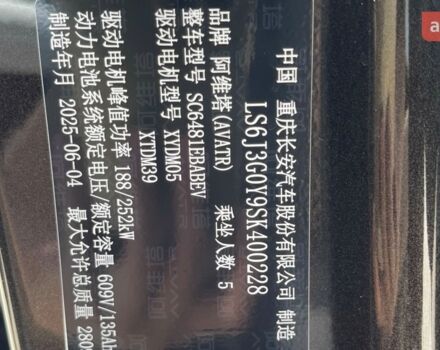 中国 重庆长安汽车股份有限公司 制造
LS6J3G0Y9SK400228
品牌 阿维塔(AVATR) 乘坐人数 5
整车型号 SC6481EBABEV
驱动电机型号 XYDM05
XTDM39
驱动电机峰值功率 188/252kW
动力电池系统额定电压/额定容量 609V/135Ah
制造年月 2025-06-04 最大允许总质量 280